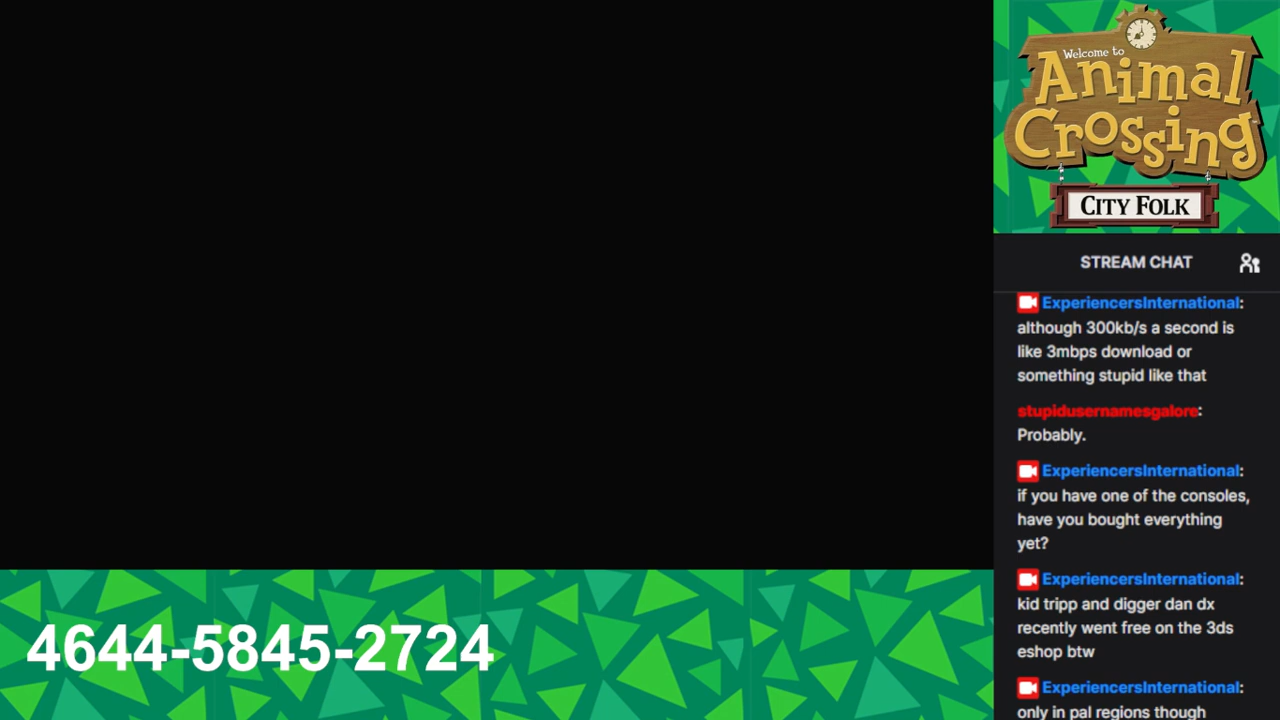 Welcome to
Animal
Crossing
CITY FOLK
STREAM CHAT
ExperiencersInternational:
although 300kb/s a second is
like 3mbps download or
something stupid like that
stupidusernamesgalore:
Probably.
ExperiencersInternational:
if you have one of the consoles,
have you bought everything
yet?
ExperiencersInternational:
kid tripp and digger dan dx
recently went free on the 3ds
eshop btw
ExperiencersInternational:
only in pal regions though
4644-5845-2724